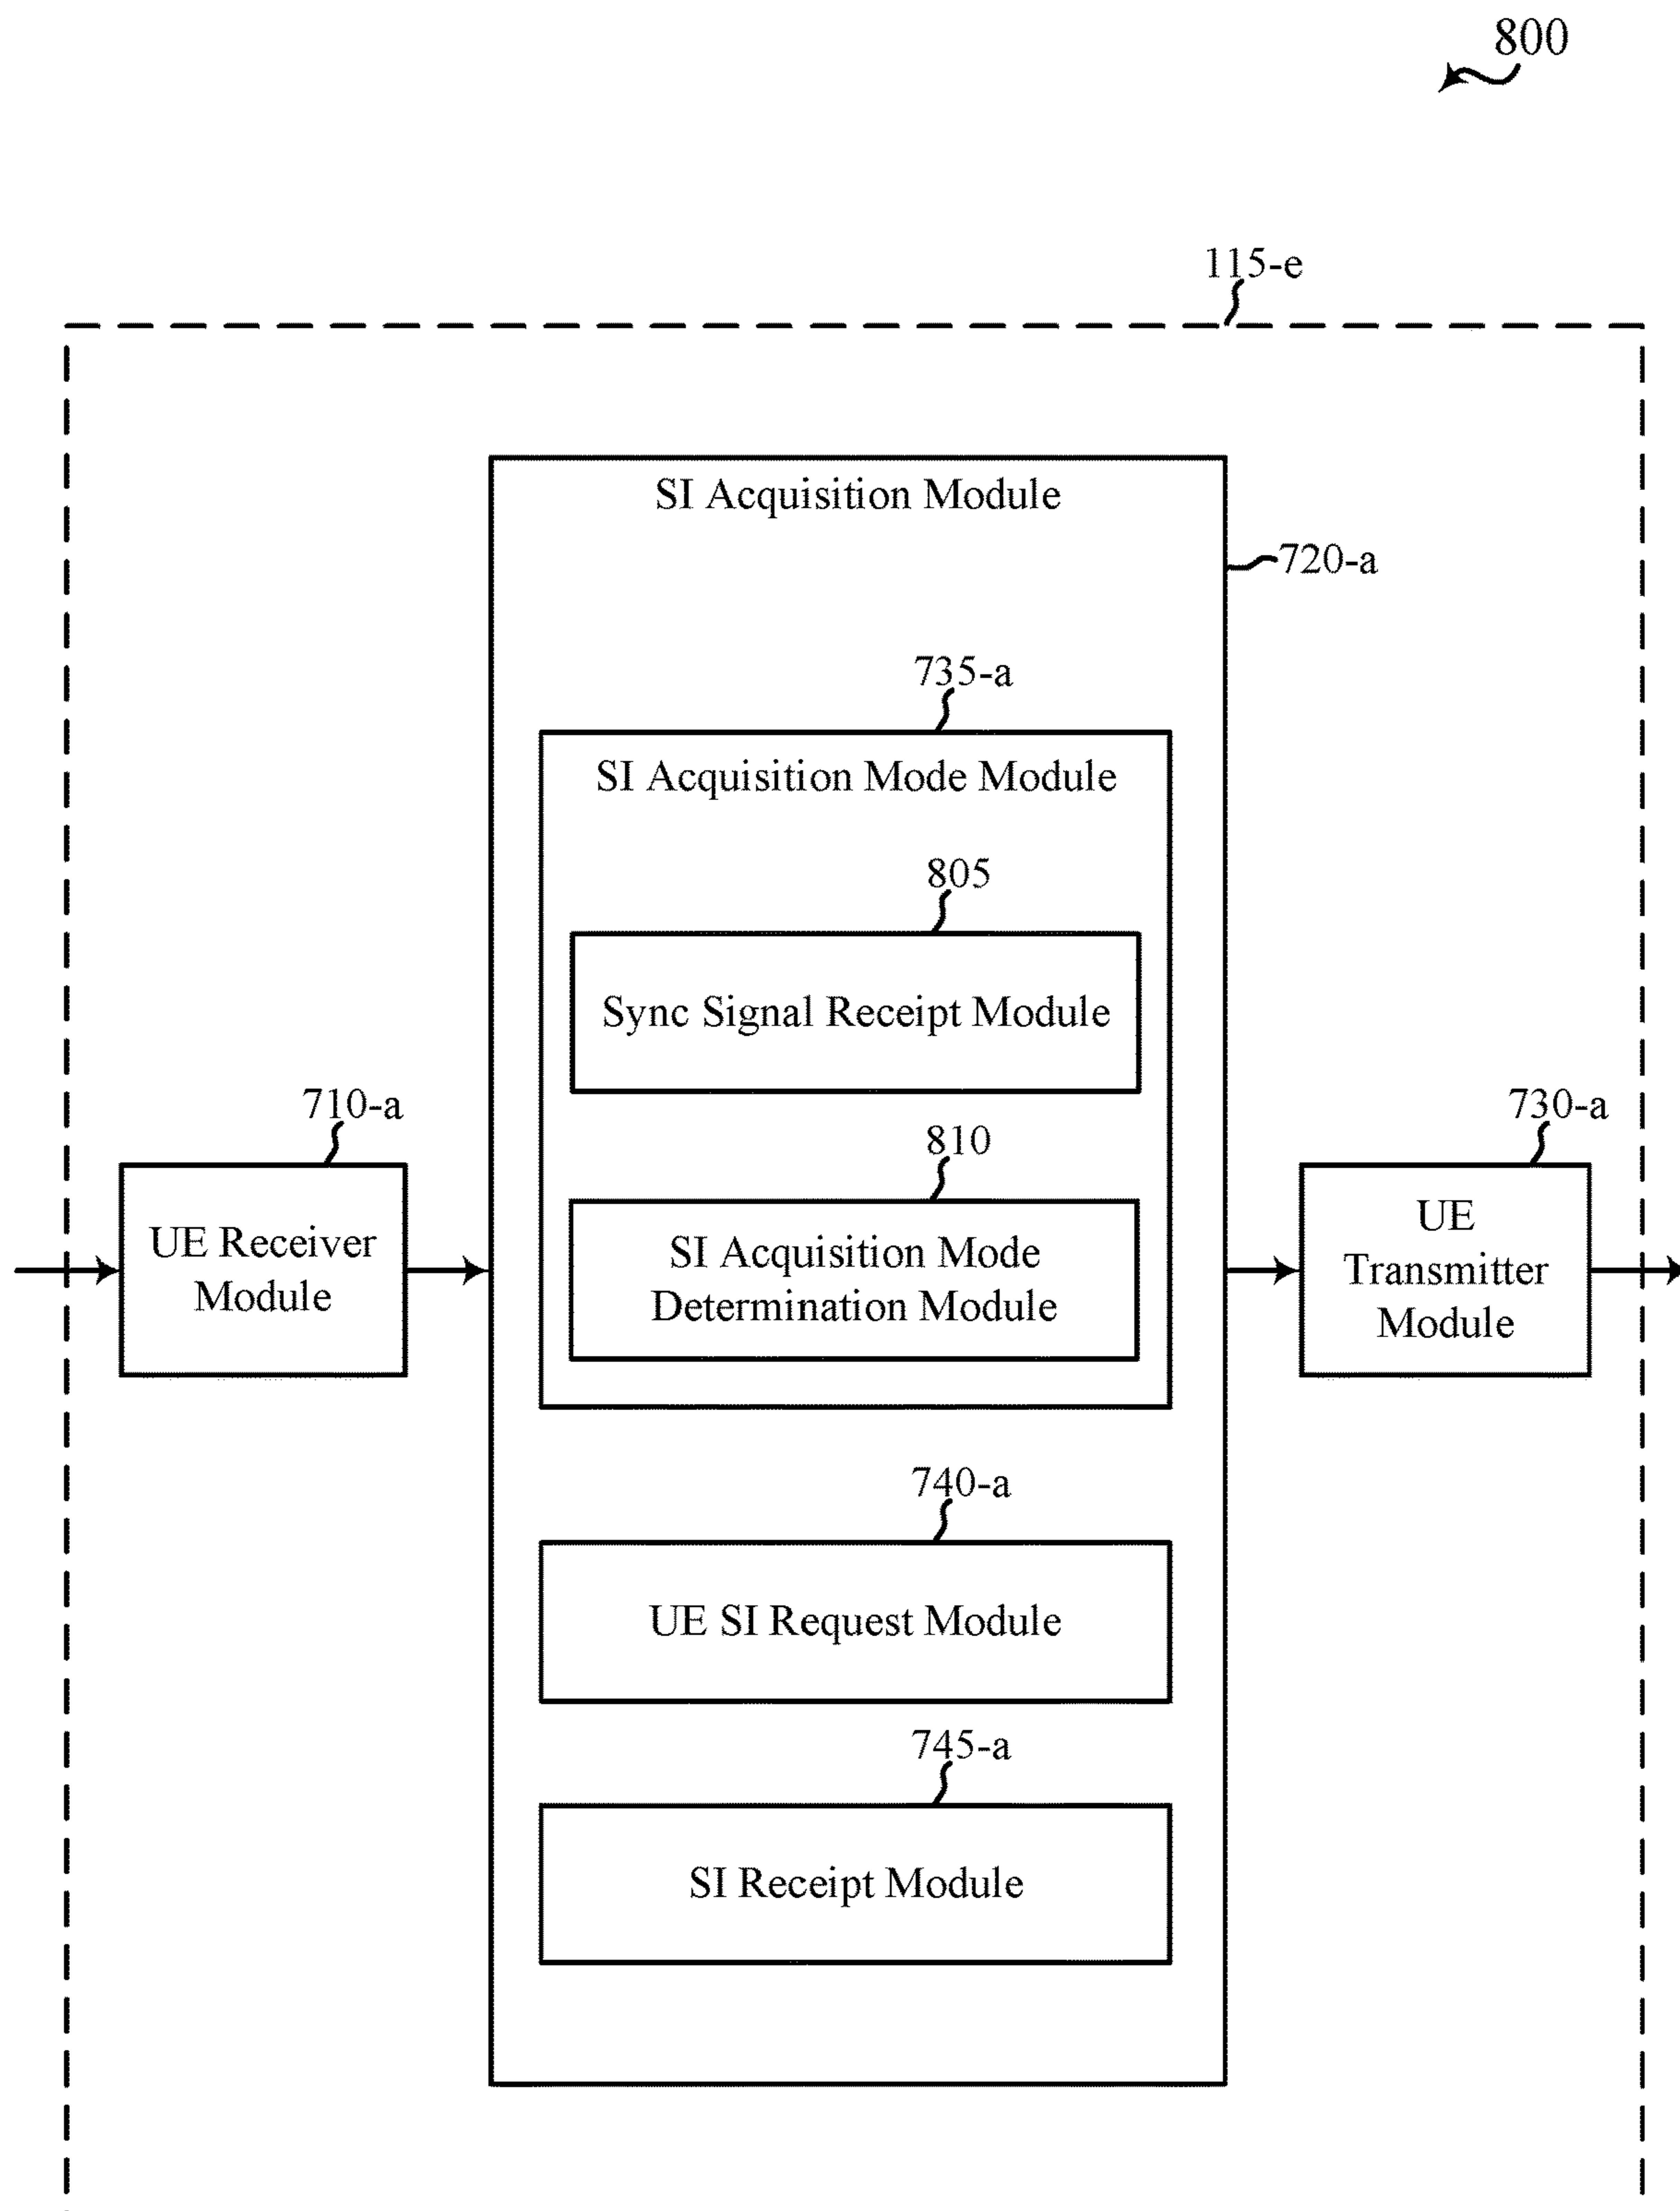 800
115-e
SI Acquisition Module
720-a
735-a
SI Acquisition Mode Module
805
Sync Signal Receipt Module
710-a
UE Receiver
Module
810
SI Acquisition Mode
Determination Module
730-a
UE
Transmitter
Module
740-a
UE SI Request Module
745-a
SI Receipt Module